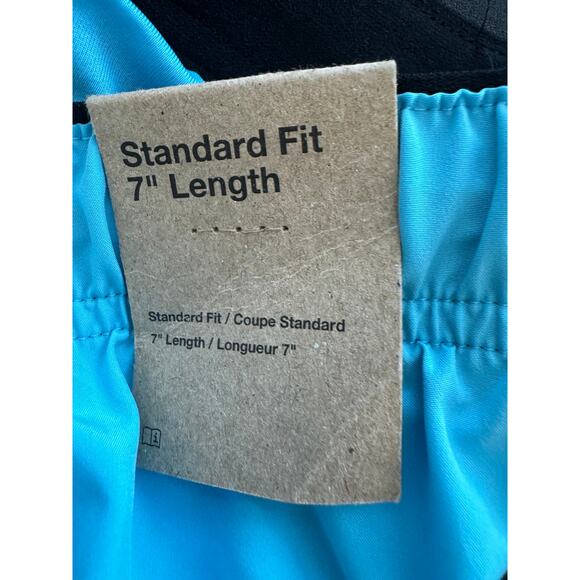 Standard Fit
7" Length
Standard Fit / Coupe Standard
7" Length / Longueur 7"